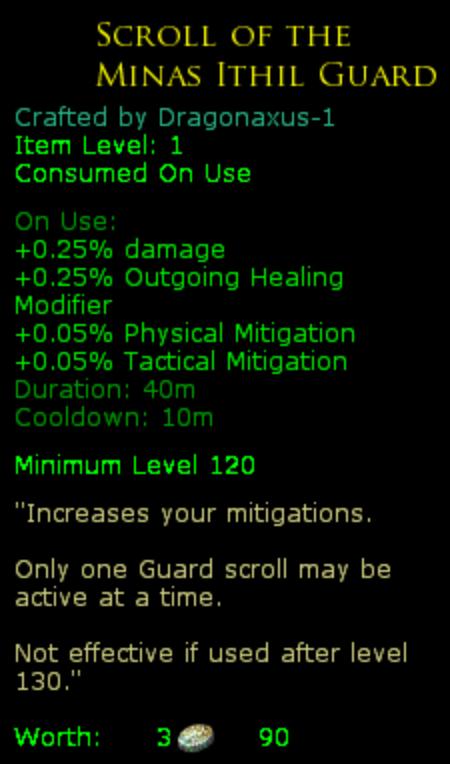 Scroll of the
Minas Ithil Guard
Crafted by Dragonaxus-1
Item Level: 1
Consumed On Use
On Use:
+0.25% damage
+0.25% Outgoing Healing
Modifier
+0.05% Physical Mitigation
+0.05% Tactical Mitigation
Duration: 40m
Cooldown: 10m
Minimum Level 120
"Increases your mitigations.
Only one Guard scroll may be
active at a time.
Not effective if used after level
130."
Worth: 3 90